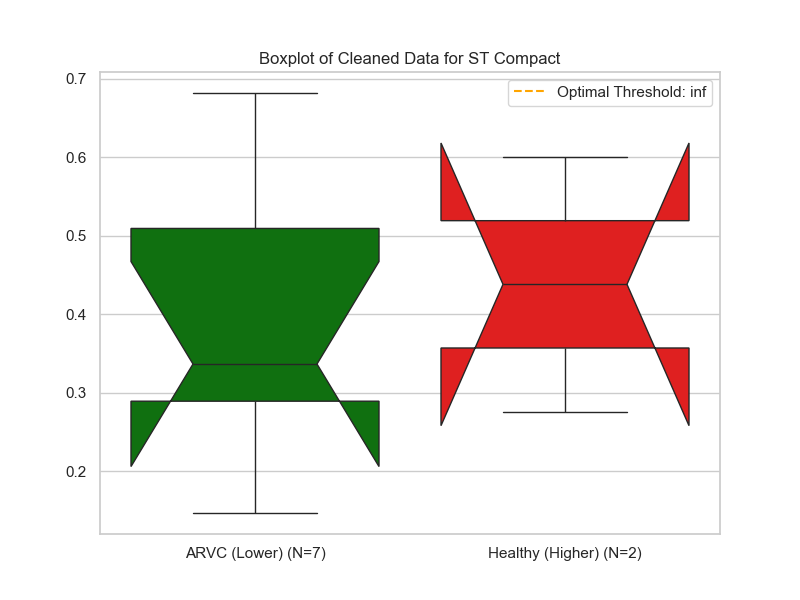 Boxplot of Cleaned Data for ST Compact
Optimal Threshold: inf
0.7
0.6
0.5
0.4
0.3
0.2
ARVC (Lower) (N=7)
Healthy (Higher) (N=2)